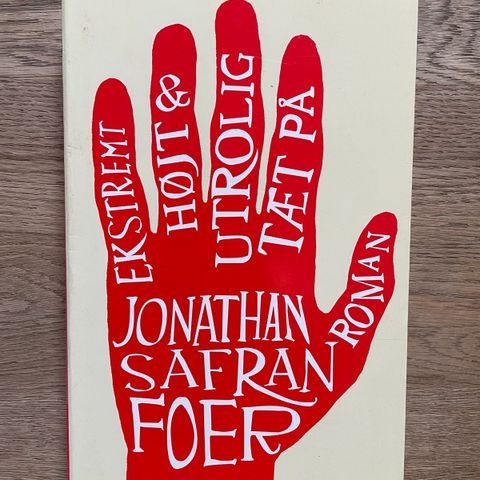 EKSTREMT
HØJT &
UTROLIG
TÆT PÅ
ROMAN
JONATHAN
SAFRAN
FOER